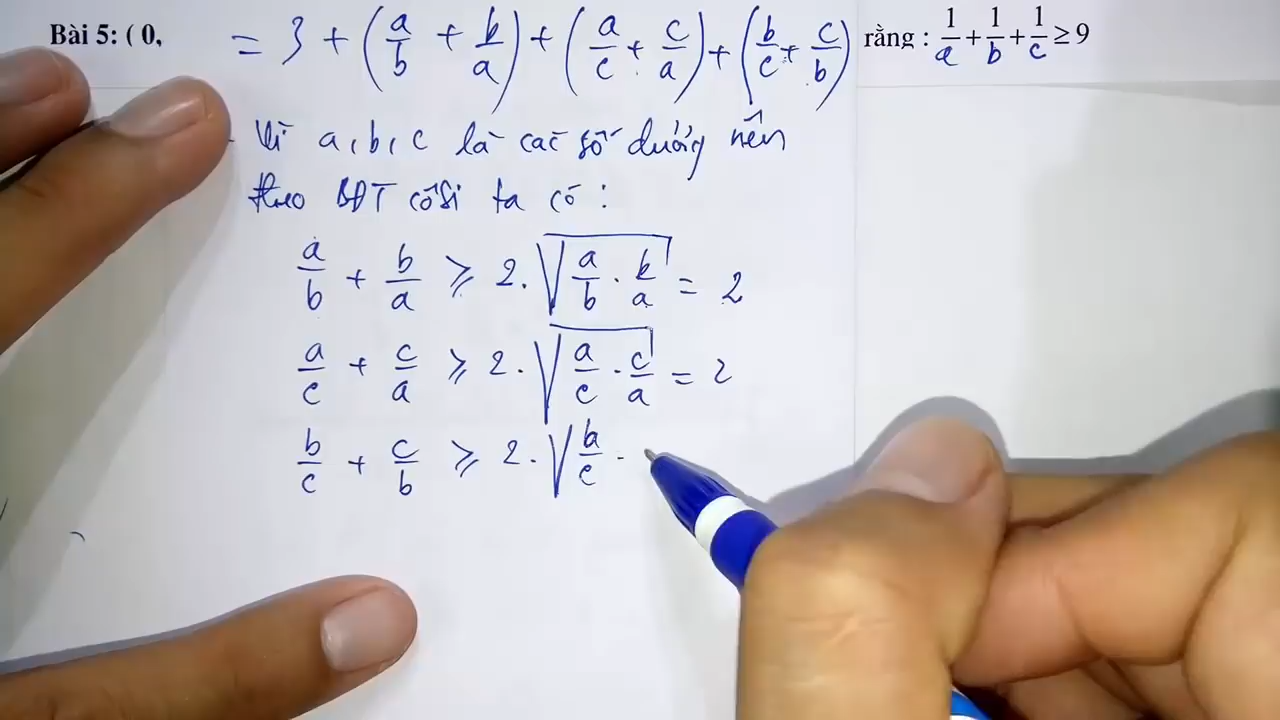 Bài 5: ( 0,
= 3 + (a/b + b/a) + (a/c + c/a) + (b/c + c/b)
rằng : 1/a + 1/b + 1/c ≥ 9
Vì a, b, c là các số dương nên
theo BĐT côsi ta có :
a/b + b/a ≥ 2.√(a/b . b/a) = 2
a/c + c/a ≥ 2.√(a/c . c/a) = 2
b/c + c/b ≥ 2.√(b/c .